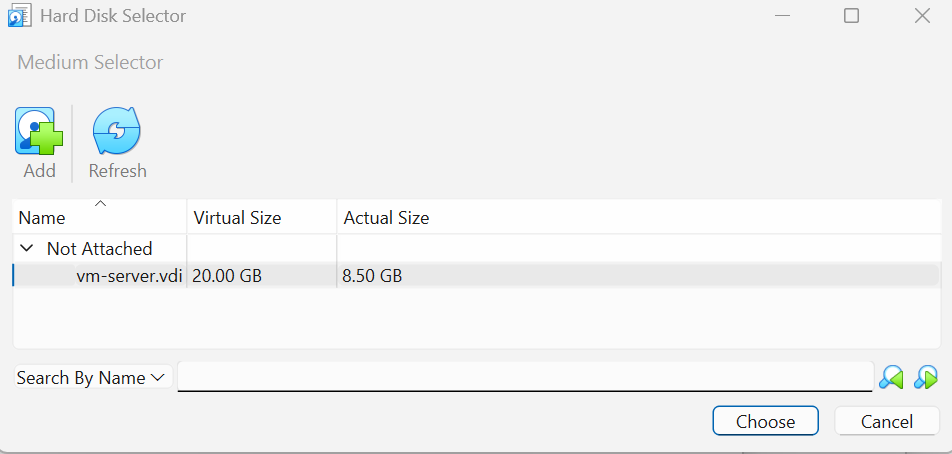 Hard Disk Selector
Medium Selector
Add Refresh
Name Virtual Size Actual Size
Not Attached
vm-server.vdi 20.00 GB 8.50 GB
Search By Name
Choose Cancel